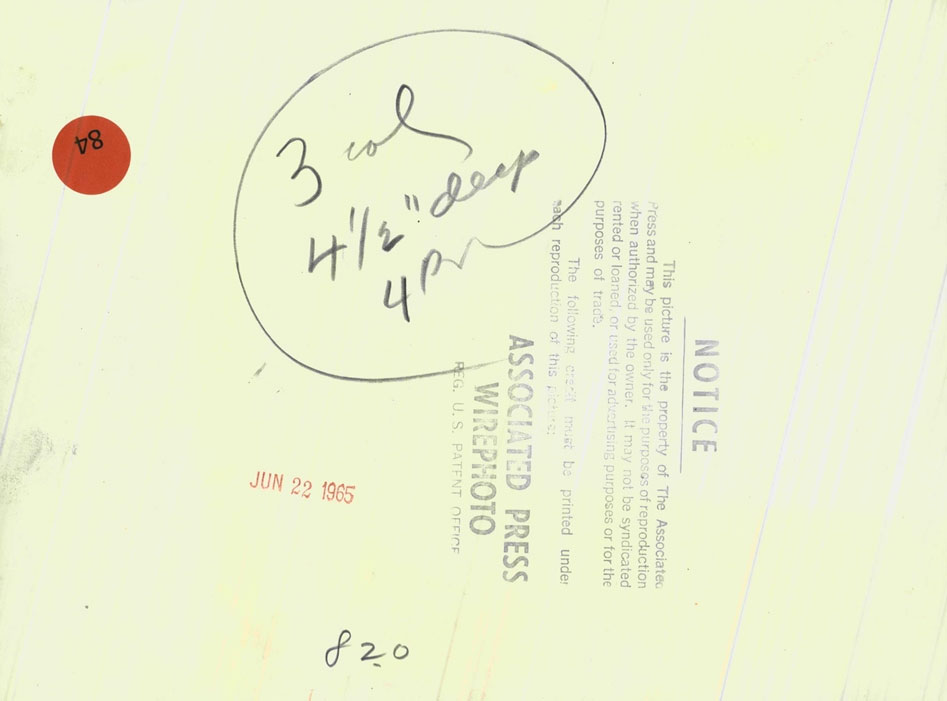 84
3 col
4 1/2" deep
4
NOTICE
This picture is the property of The Associated
Press and may be used only for the purposes of reproduction
when authorized by the owner. It may not be syndicated
rented or loaned, or used for advertising purposes or for the
purposes of trade.
The following credit must be printed under
each reproduction of this picture:
ASSOCIATED PRESS
WIREPHOTO
REG. U. S. PATENT OFFICE
JUN 22 1965
820